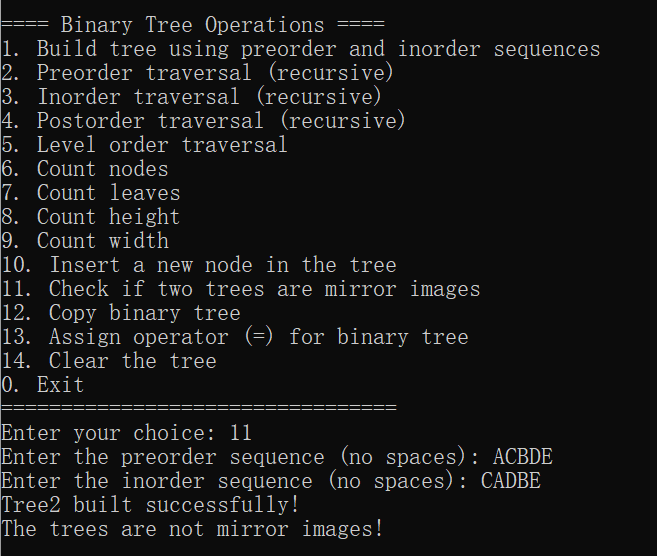 ==== Binary Tree Operations ====
1. Build tree using preorder and inorder sequences
2. Preorder traversal (recursive)
3. Inorder traversal (recursive)
4. Postorder traversal (recursive)
5. Level order traversal
6. Count nodes
7. Count leaves
8. Count height
9. Count width
10. Insert a new node in the tree
11. Check if two trees are mirror images
12. Copy binary tree
13. Assign operator (=) for binary tree
14. Clear the tree
0. Exit
=================================
Enter your choice: 11
Enter the preorder sequence (no spaces): ACBDE
Enter the inorder sequence (no spaces): CADBE
Tree2 built successfully!
The trees are not mirror images!